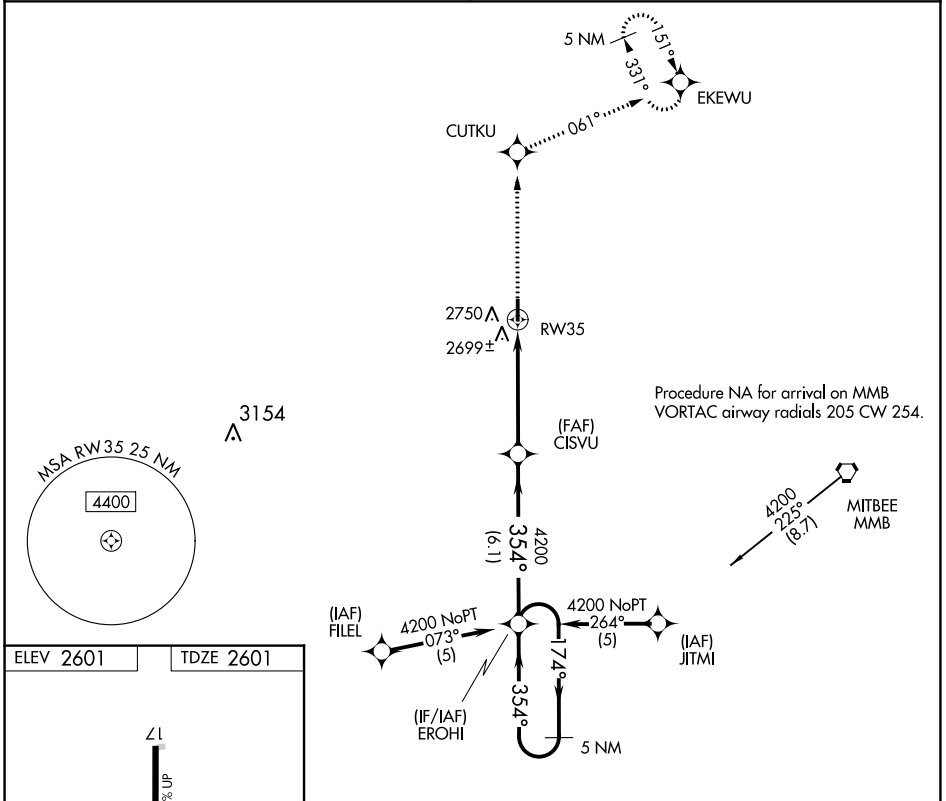 5 NM
151°
331°
EKEWU
CUTKU
061°
2750
RW35
2699±
Procedure NA for arrival on MMB
VORTAC airway radials 205 CW 254.
3154
(FAF)
CISVU
MSA RW35 25 NM
4400
MITBEE
MMB
4200
225°
(8.7)
4200
354°
(6.1)
(IAF)
FILEL
4200 NoPT
073°
(5)
4200 NoPT
264°
(5)
(IAF)
JITMI
174°
354°
(IF/IAF)
EROHI
5 NM
ELEV 2601
TDZE 2601
17
% UP